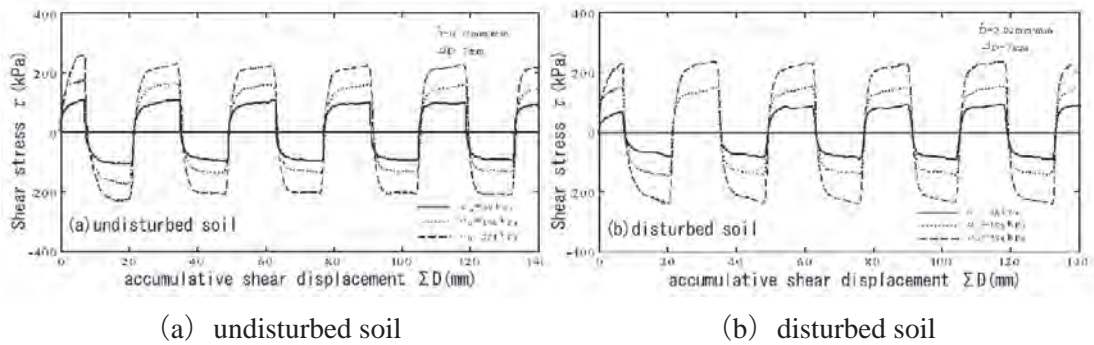 Shear stress τ (kPa)
400
200
0
-200
-400
(a)undisturbed soil
0 20 40 60 80 100 120 140
accumulative shear displacement ΣD(mm)
Shear stress τ (kPa)
400
200
0
-200
-400
(b)disturbed soil
0 20 40 60 80 100 120 140
accumulative shear displacement ΣD(mm)
(a) undisturbed soil
(b) disturbed soil